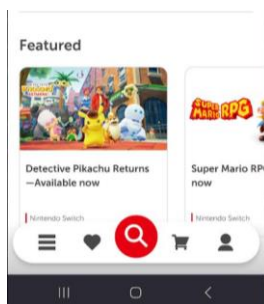 Featured
SUPER
MARIO RPG
Detective Pikachu Returns
—Available now
Super Mario RP
now
Nintendo Switch
Nintendo Switch